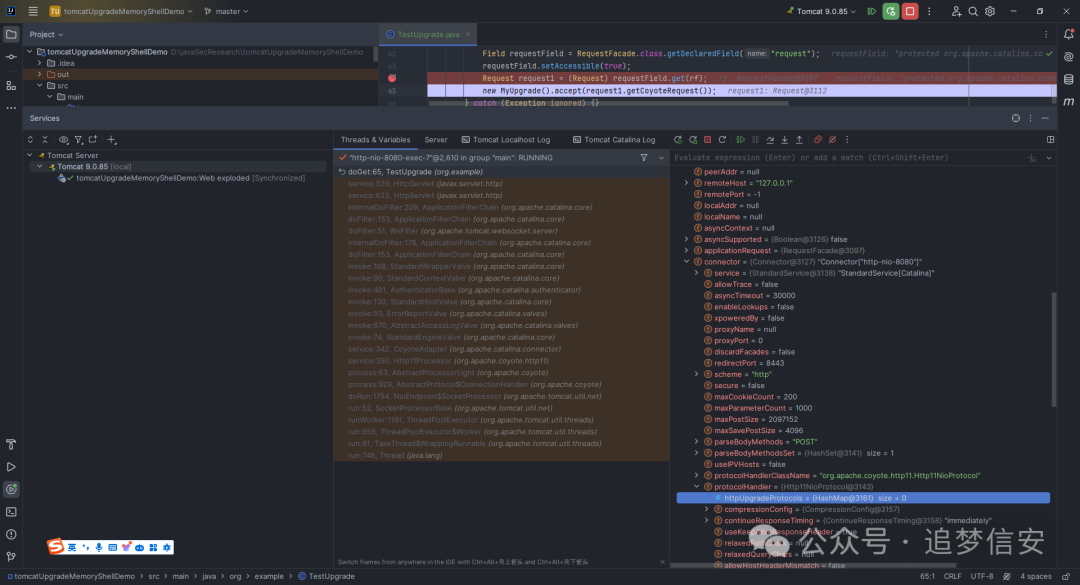 TU tomcatUpgradeMemoryShellDemo
master
Tomcat 9.0.85
Project
TestUpgrade.java
tomcatUpgradeMemoryShellDemo D:\javaSecResearch\tomcatUpgradeMemoryShellDemo
.idea
out
src
main
62
Field requestField = RequestFacade.class.getDeclaredField( name: "request"); requestField: "protected org.apache.catalina.co
requestField.setAccessible(true);
Request request1 = (Request) requestField.get(rf); rf: RequestFacade@3097 requestField: "protected org.apache.catalina.conn
65
new MyUpgrade().accept(request1.getCoyoteRequest()); request1: Request@3112
} catch (Exception ignored) {}
Services
Threads & Variables
Server
Tomcat Localhost Log
Tomcat Catalina Log
Tomcat Server
Tomcat 9.0.85 [local]
tomcatUpgradeMemoryShellDemo:Web exploded [Synchronized]
"http-nio-8080-exec-7"@2,610 in group "main": RUNNING
doGet:65, TestUpgrade (org.example)
service:529, HttpServlet (javax.servlet.http)
service:623, HttpServlet (javax.servlet.http)
internalDoFilter:209, ApplicationFilterChain (org.apache.catalina.core)
doFilter:153, ApplicationFilterChain (org.apache.catalina.core)
doFilter:51, WsFilter (org.apache.tomcat.websocket.server)
internalDoFilter:178, ApplicationFilterChain (org.apache.catalina.core)
doFilter:153, ApplicationFilterChain (org.apache.catalina.core)
invoke:168, StandardWrapperValve (org.apache.catalina.core)
invoke:90, StandardContextValve (org.apache.catalina.core)
invoke:481, AuthenticatorBase (org.apache.catalina.authenticator)
invoke:130, StandardHostValve (org.apache.catalina.core)
invoke:93, ErrorReportValve (org.apache.catalina.valves)
invoke:670, AbstractAccessLogValve (org.apache.catalina.valves)
invoke:74, StandardEngineValve (org.apache.catalina.core)
service:342, CoyoteAdapter (org.apache.catalina.connector)
service:390, Http11Processor (org.apache.coyote.http11)
process:63, AbstractProcessorLight (org.apache.coyote)
process:928, AbstractProtocol$ConnectionHandler (org.apache.coyote)
doRun:1794, NioEndpoint$SocketProcessor (org.apache.tomcat.util.net)
run:52, SocketProcessorBase (org.apache.tomcat.util.net)
runWorker:1191, ThreadPoolExecutor (org.apache.tomcat.util.threads)
run:659, ThreadPoolExecutor$Worker (org.apache.tomcat.util.threads)
run:61, TaskThread$WrappingRunnable (org.apache.tomcat.util.threads)
run:748, Thread (java.lang)
Switch frames from anywhere in the IDE with Ctrl+Alt+向上箭头 and Ctrl+Alt+向下箭头
Evaluate expression (Enter) or add a watch (Ctrl+Shift+Enter)
peerAddr = null
remoteHost = "127.0.0.1"
remotePort = -1
localAddr = null
localName = null
asyncContext = null
asyncSupported = {Boolean@3126} false
applicationRequest = {RequestFacade@3097}
connector = {Connector@3127} "Connector["http-nio-8080"]"
service = {StandardService@3138} "StandardService[Catalina]"
allowTrace = false
asyncTimeout = 30000
enableLookups = false
xpoweredBy = false
proxyName = null
proxyPort = 0
discardFacades = false
redirectPort = 8443
scheme = "http"
secure = false
maxCookieCount = 200
maxParameterCount = 1000
maxPostSize = 2097152
maxSavePostSize = 4096
parseBodyMethods = "POST"
parseBodyMethodsSet = {HashSet@3141} size = 1
useIPVHosts = false
protocolHandlerClassName = "org.apache.coyote.http11.Http11NioProtocol"
protocolHandler = {Http11NioProtocol@3143}
httpUpgradeProtocols = {HashMap@3161} size = 0
compressionConfig = {CompressionConfig@3157}
continueResponseTiming = {ContinueResponseTiming@3158} "immediately"
allowHostHeaderMismatch = false
公众号 · 追梦信安
英
tomcatUpgradeMemoryShellDemo > src > main > java > org > example > TestUpgrade
65:1 CRLF UTF-8 4 spaces